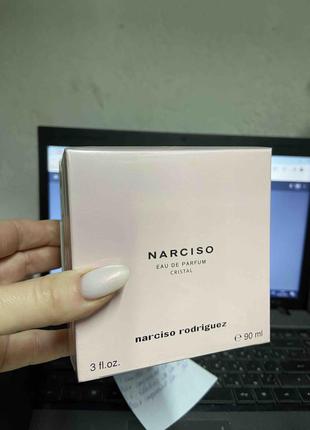 NARCISO
EAU DE PARFUM
CRISTAL
narciso rodriguez
3 fl.oz. ℮ 90 ml